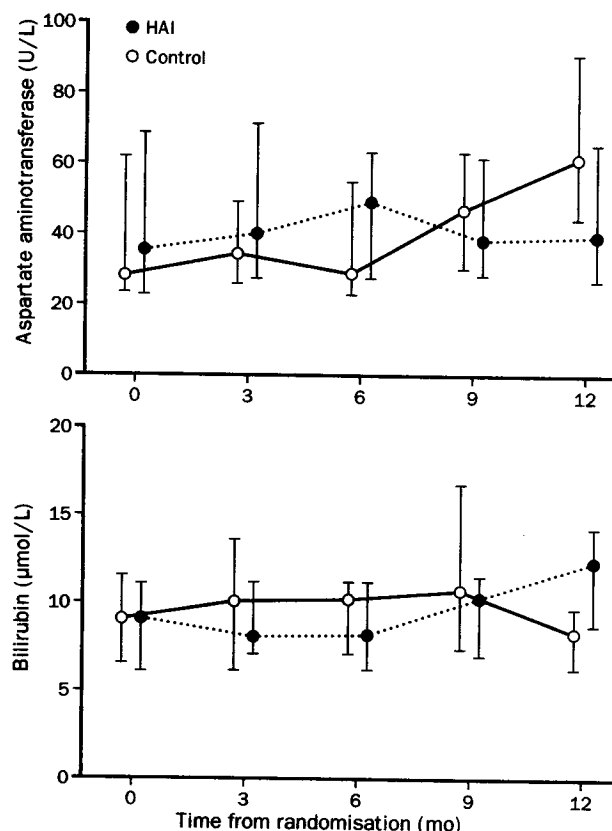 Aspartate aminotransferase (U/L)
100
80
60
40
20
0
HAI
Control
0 3 6 9 12
Bilirubin (µmol/L)
20
15
10
5
0
0 3 6 9 12
Time from randomisation (mo)